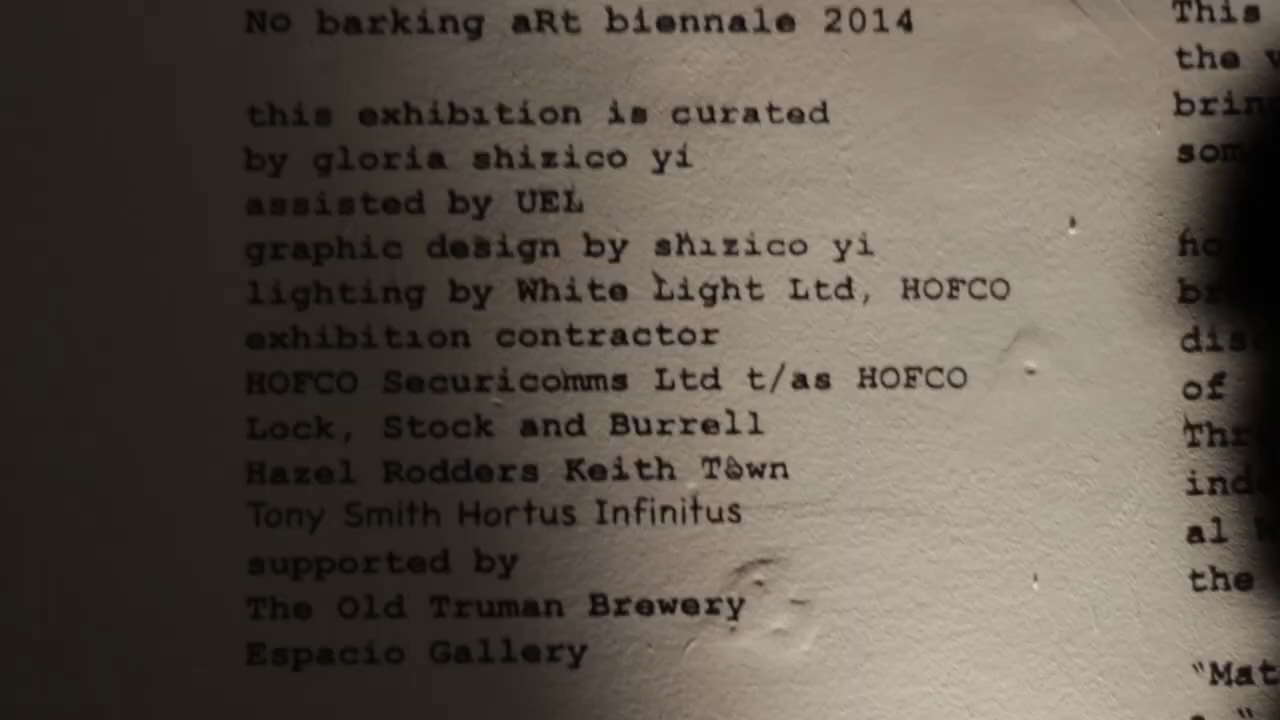 No barking aRt biennale 2014
this exhibition is curated
by gloria shizico yi
assisted by UEL
graphic design by shizico yi
lighting by White Light Ltd, HOFCO
exhibition contractor
HOFCO Securicomms Ltd t/as HOFCO
Lock, Stock and Burrell
Hazel Rodders Keith Town
Tony Smith Hortus Infinitus
supported by
The Old Truman Brewery
Espacio Gallery
This
the
of
the